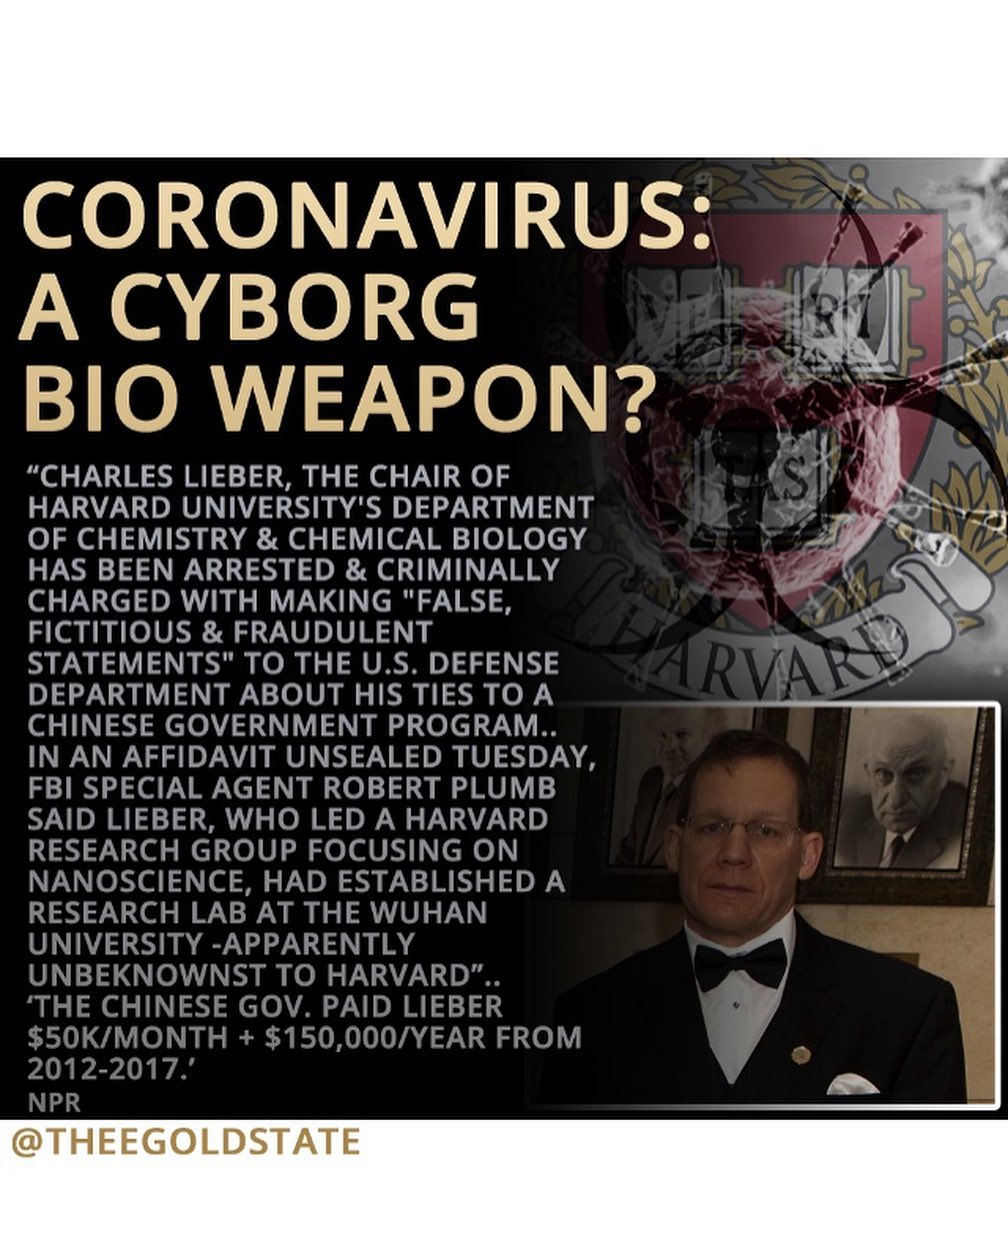 CORONAVIRUS:
A CYBORG
BIO WEAPON?
“CHARLES LIEBER, THE CHAIR OF
HARVARD UNIVERSITY'S DEPARTMENT
OF CHEMISTRY & CHEMICAL BIOLOGY
HAS BEEN ARRESTED & CRIMINALLY
CHARGED WITH MAKING "FALSE,
FICTITIOUS & FRAUDULENT
STATEMENTS" TO THE U.S. DEFENSE
DEPARTMENT ABOUT HIS TIES TO A
CHINESE GOVERNMENT PROGRAM..
IN AN AFFIDAVIT UNSEALED TUESDAY,
FBI SPECIAL AGENT ROBERT PLUMB
SAID LIEBER, WHO LED A HARVARD
RESEARCH GROUP FOCUSING ON
NANOSCIENCE, HAD ESTABLISHED A
RESEARCH LAB AT THE WUHAN
UNIVERSITY -APPARENTLY
UNBEKNOWNST TO HARVARD”..
‘THE CHINESE GOV. PAID LIEBER
$50K/MONTH + $150,000/YEAR FROM
2012-2017.’
NPR
@THEEGOLDSTATE
RI
TAS
HARVARD